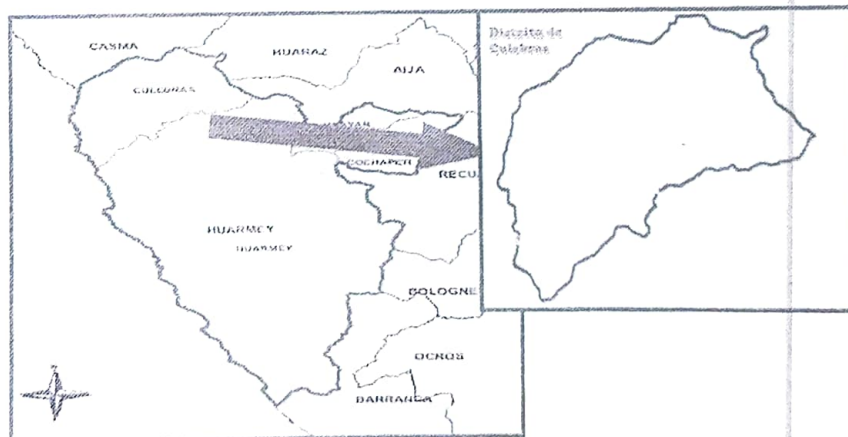 CASMA
HUARAZ
AIJA
CULEBRAS
COCHAPETI
RECU
HUARMEY
HUARMEY
BOLOGNE
OCROS
BARRANCA
Distrito de
Culebras